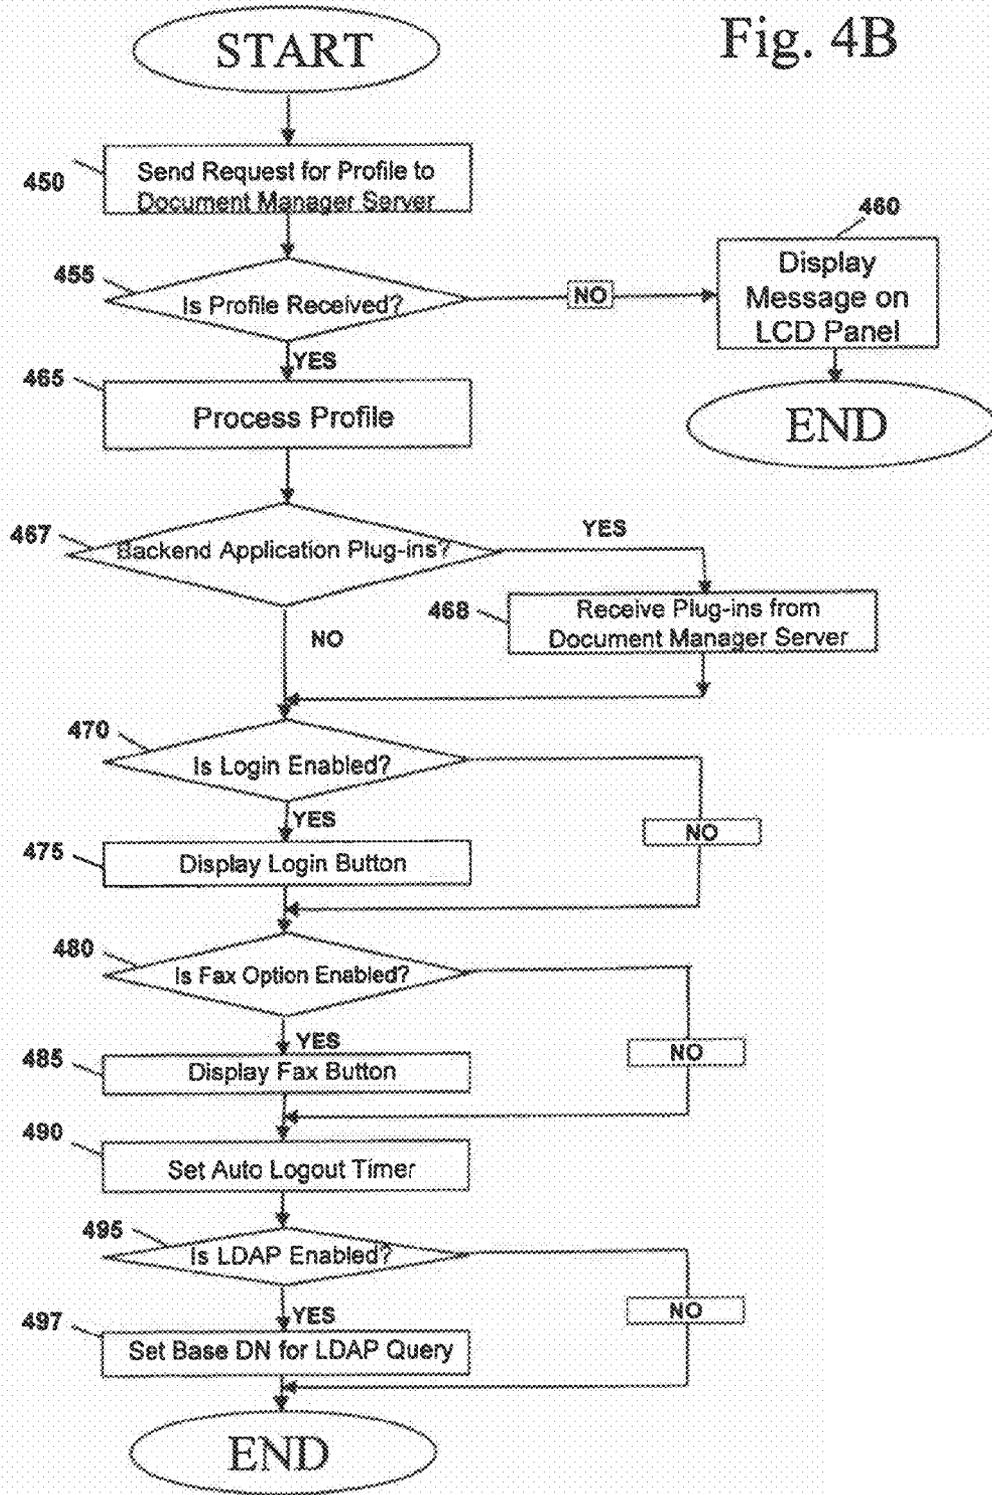 Fig. 4B
START
450
Send Request for Profile to
Document Manager Server
455
Is Profile Received?
NO
460
Display
Message on
LCD Panel
END
YES
465
Process Profile
467
Backend Application Plug-ins?
YES
468
Receive Plug-ins from
Document Manager Server
NO
470
Is Login Enabled?
NO
YES
475
Display Login Button
480
Is Fax Option Enabled?
NO
YES
485
Display Fax Button
490
Set Auto Logout Timer
495
Is LDAP Enabled?
NO
YES
497
Set Base DN for LDAP Query
END